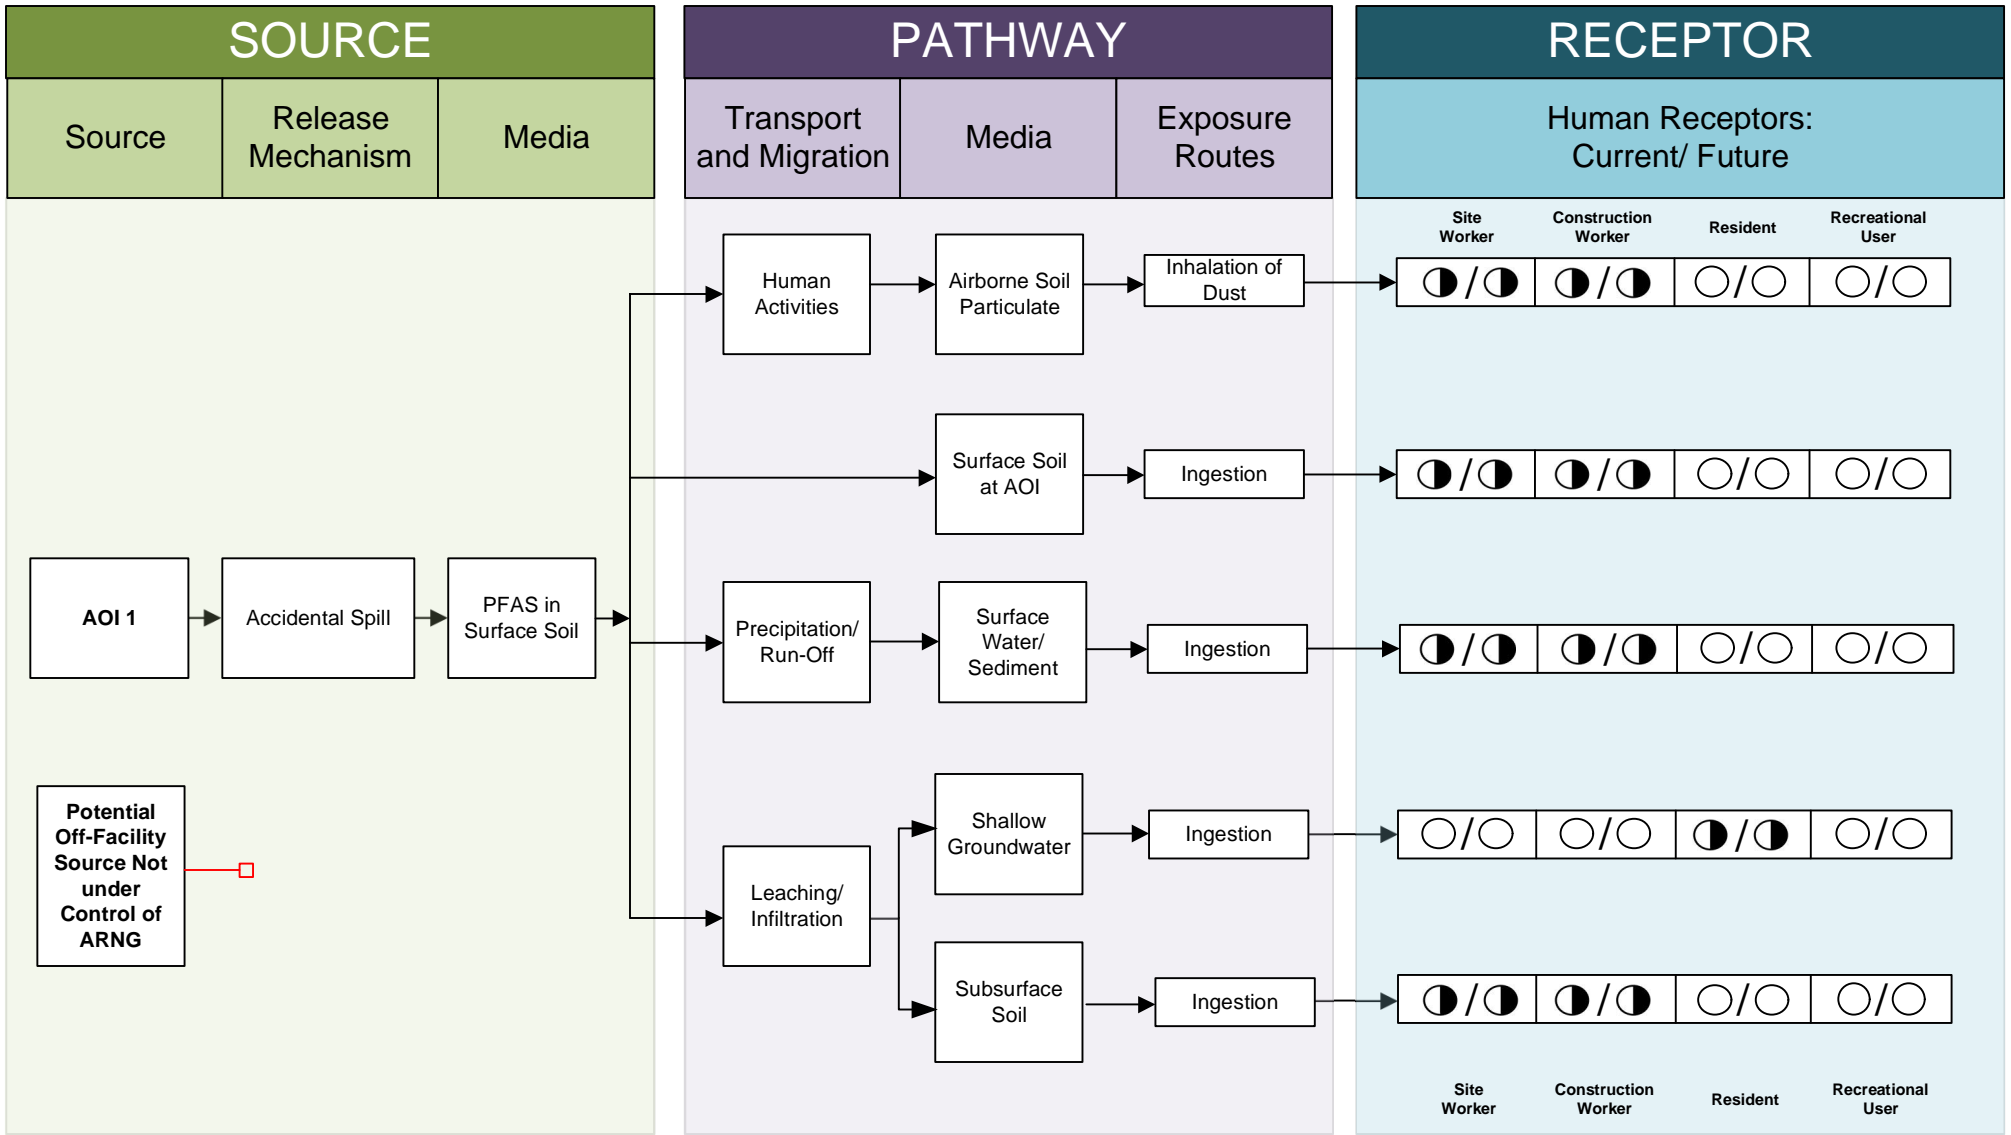 SOURCE
PATHWAY
RECEPTOR
Source
Release
Mechanism
Media
Transport
and Migration
Media
Exposure
Routes
Human Receptors:
Current/ Future
Site
Worker
Construction
Worker
Resident
Recreational
User
Human
Activities
Airborne Soil
Particulate
Inhalation of
Dust
/
/
/
/
Surface Soil
at AOI
Ingestion
/
/
/
/
AOI 1
Accidental Spill
PFAS in
Surface Soil
Precipitation/
Run-Off
Surface
Water/
Sediment
Ingestion
/
/
/
/
Potential
Off-Facility
Source Not
under
Control of
ARNG
Leaching/
Infiltration
Shallow
Groundwater
Ingestion
/
/
/
/
Subsurface
Soil
Ingestion
/
/
/
/
Site
Worker
Construction
Worker
Resident
Recreational
User